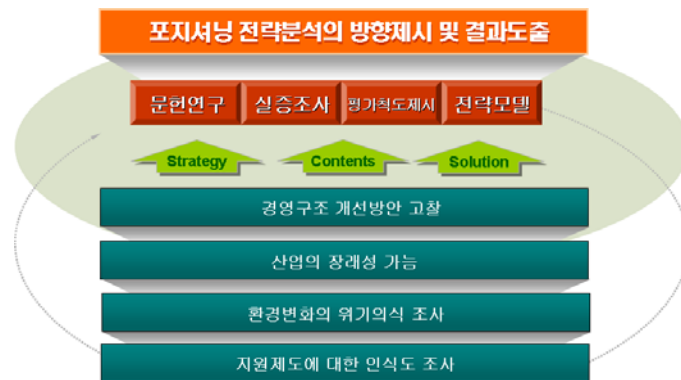 포지셔닝 전략분석의 방향제시 및 결과도출
문헌연구 실증조사 평가척도제시 전략모델
Strategy Contents Solution
경영구조 개선방안 고찰
산업의 장래성 가능
환경변화의 위기의식 조사
지원제도에 대한 인식도 조사